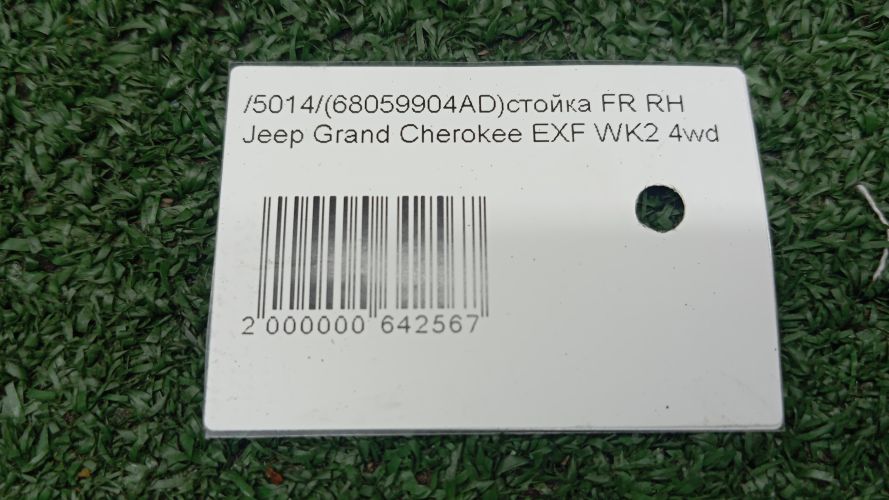 /5014/(68059904AD)стойка FR RH
Jeep Grand Cherokee EXF WK2 4wd
2 000000 642567